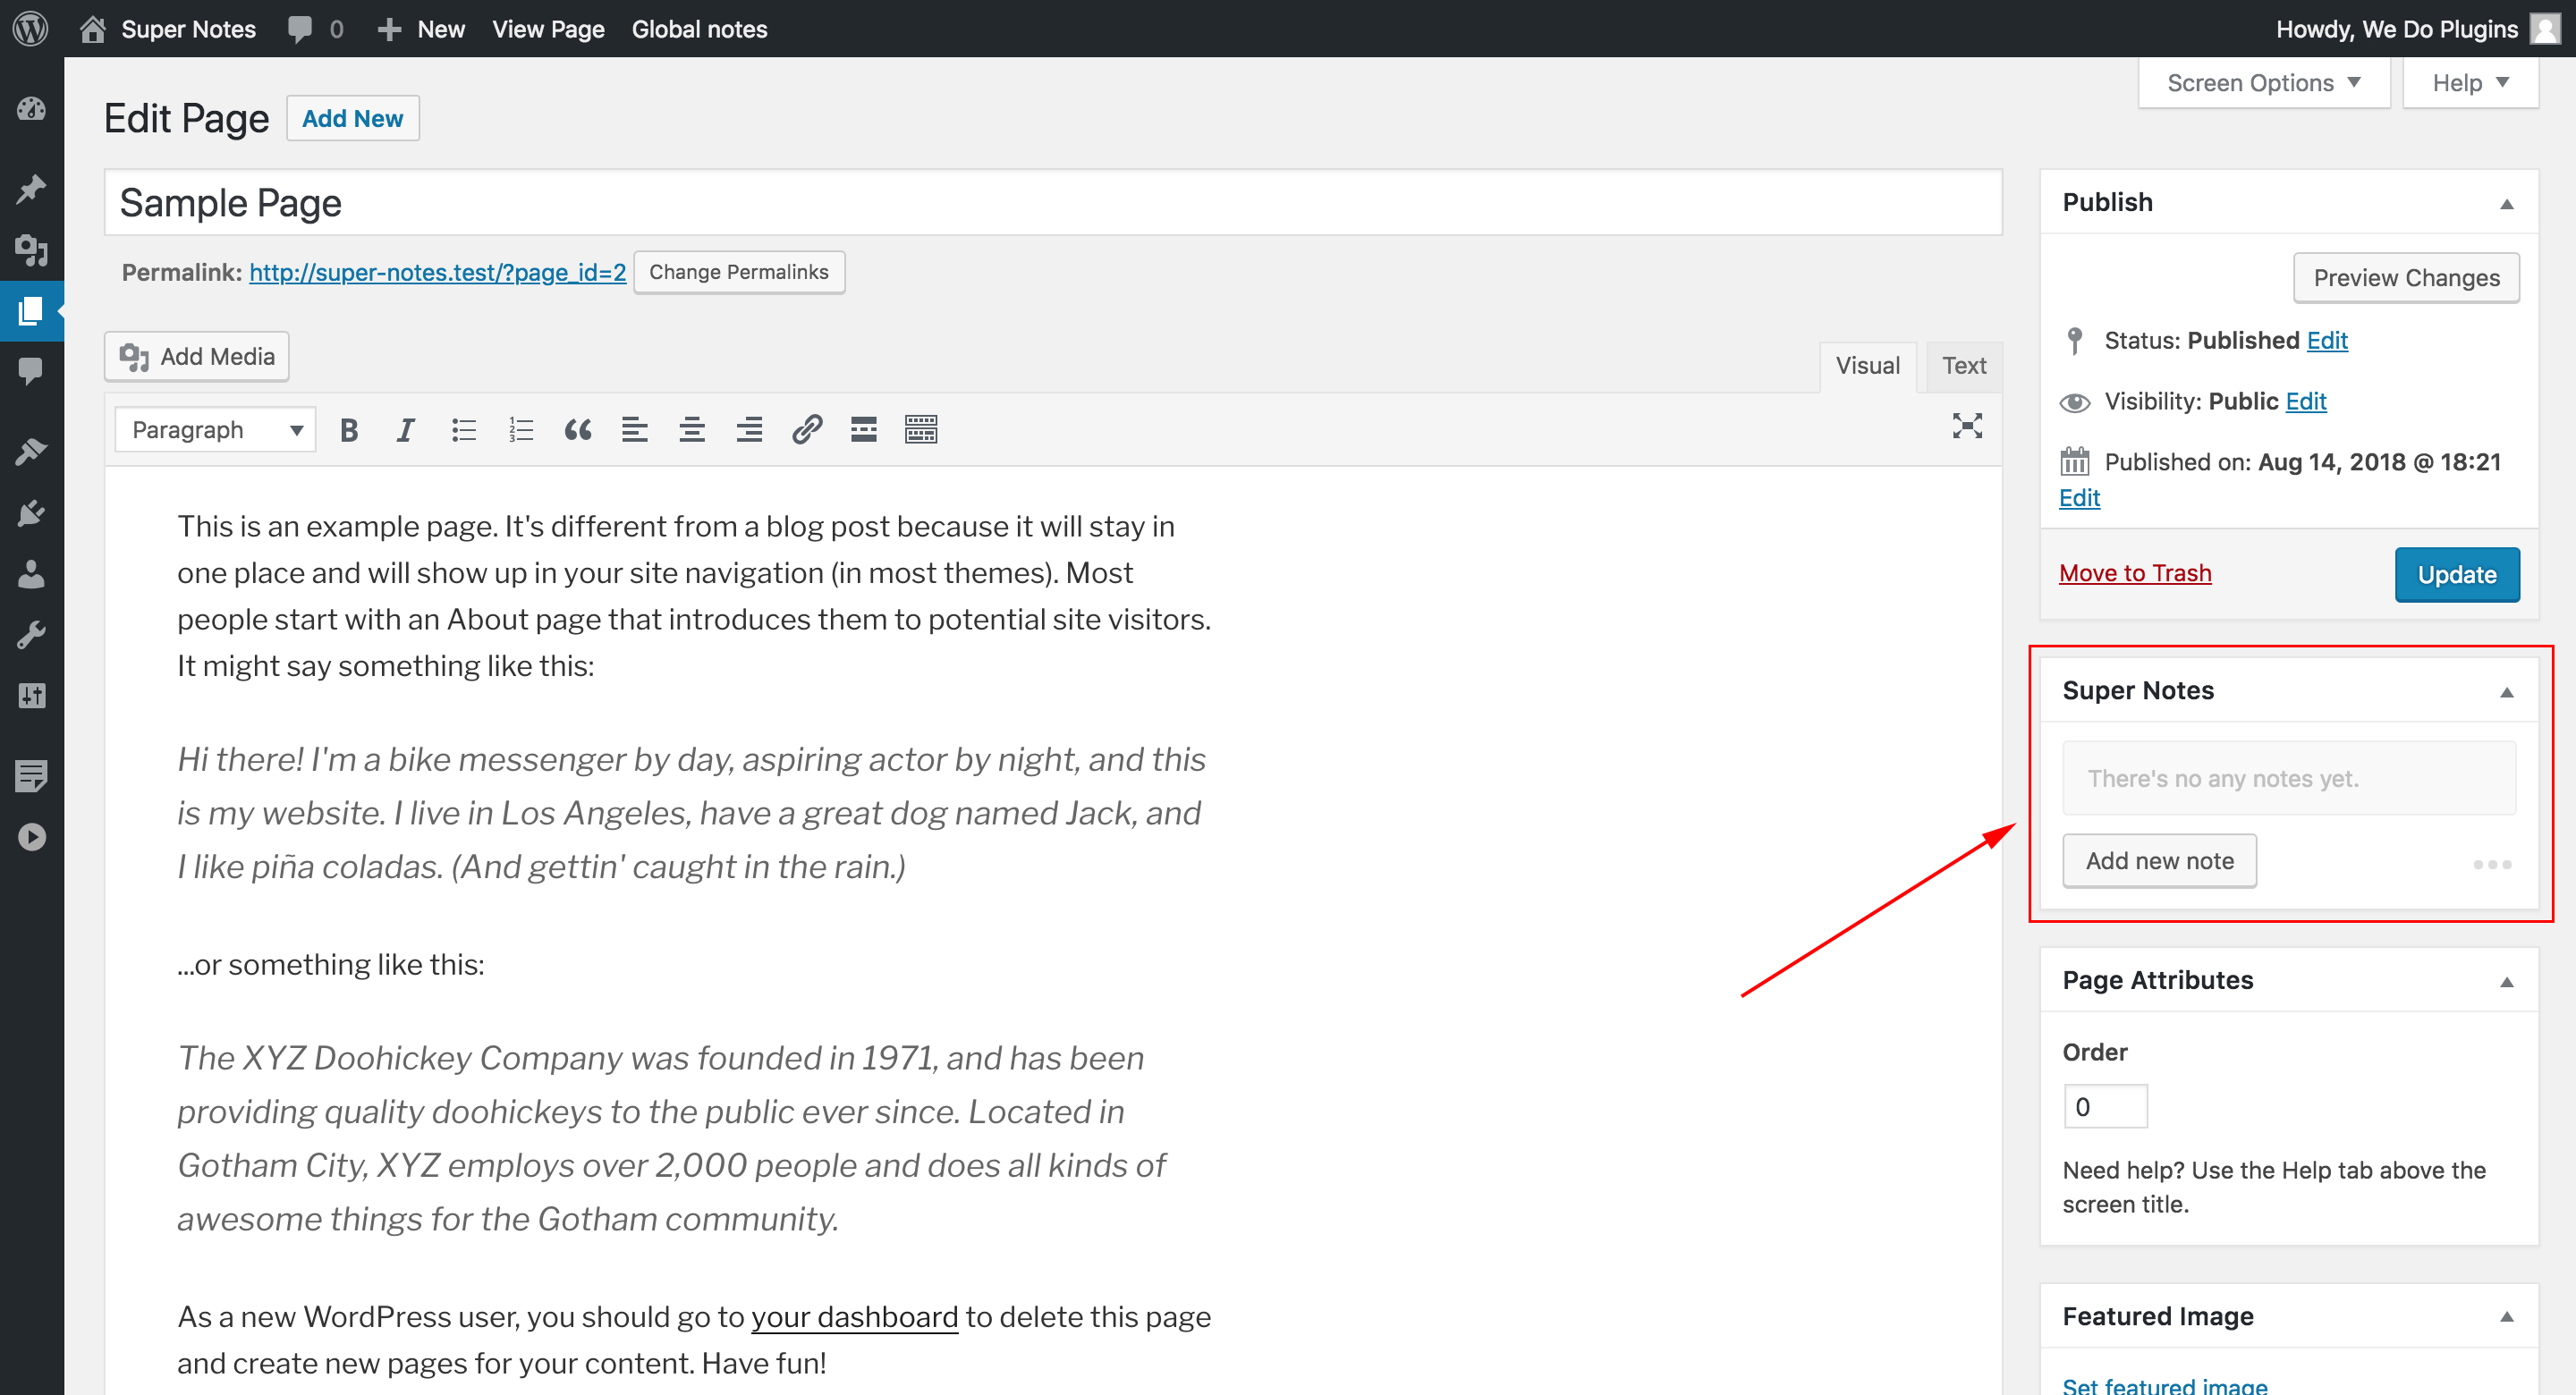 Super Notes 0 New View Page Global notes Howdy, We Do Plugins
Screen Options Help
Edit Page Add New
Sample Page
Permalink: http://super-notes.test/?page_id=2 Change Permalinks
Add Media
Visual Text
Paragraph
This is an example page. It's different from a blog post because it will stay in
one place and will show up in your site navigation (in most themes). Most
people start with an About page that introduces them to potential site visitors.
It might say something like this:
Hi there! I'm a bike messenger by day, aspiring actor by night, and this
is my website. I live in Los Angeles, have a great dog named Jack, and
I like piña coladas. (And gettin' caught in the rain.)
...or something like this:
The XYZ Doohickey Company was founded in 1971, and has been
providing quality doohickeys to the public ever since. Located in
Gotham City, XYZ employs over 2,000 people and does all kinds of
awesome things for the Gotham community.
As a new WordPress user, you should go to your dashboard to delete this page
and create new pages for your content. Have fun!
Publish
Preview Changes
Status: Published Edit
Visibility: Public Edit
Published on: Aug 14, 2018 @ 18:21
Edit
Move to Trash Update
Super Notes
There's no any notes yet.
Add new note
Page Attributes
Order
0
Need help? Use the Help tab above the
screen title.
Featured Image
Set featured image